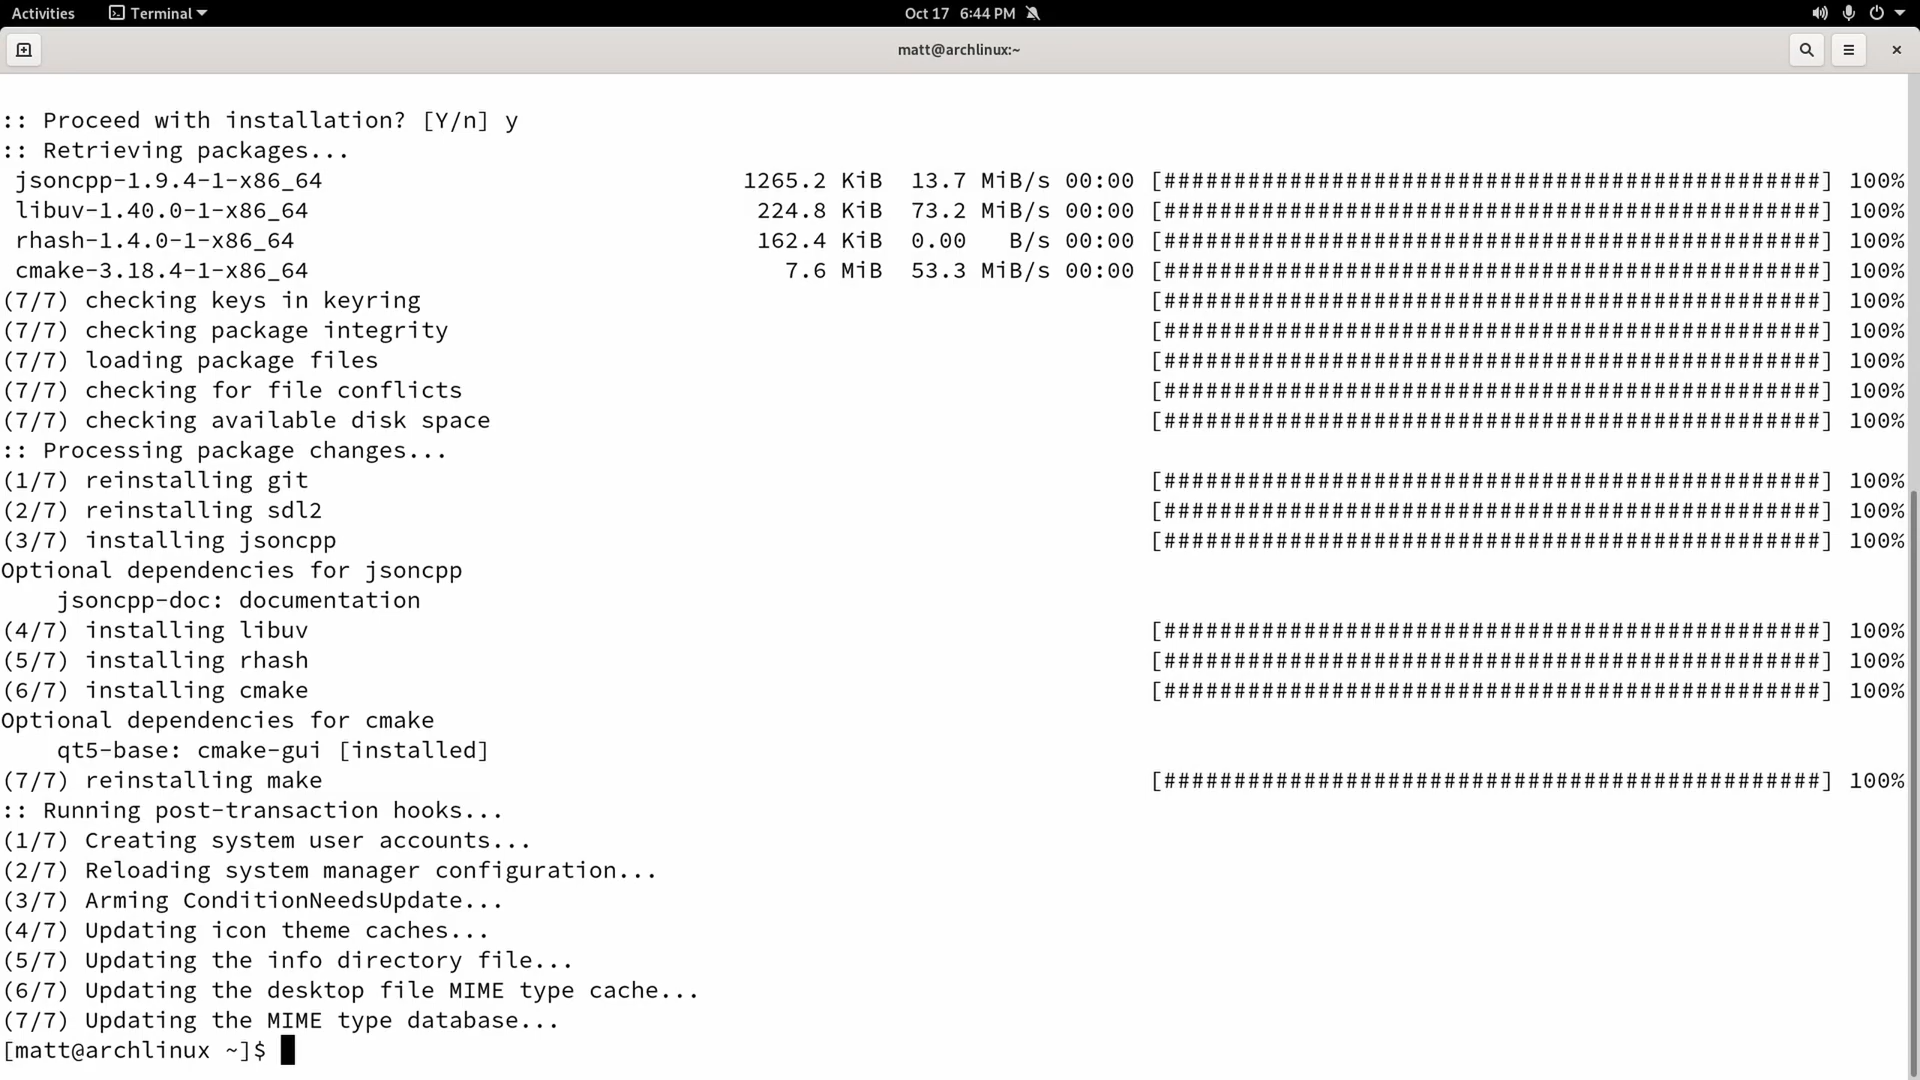 Activities Terminal Oct 17 6:44 PM
matt@archlinux:~
:: Proceed with installation? [Y/n] y
:: Retrieving packages...
 jsoncpp-1.9.4-1-x86_64 1265.2 KiB 13.7 MiB/s 00:00 [###############################################] 100%
 libuv-1.40.0-1-x86_64 224.8 KiB 73.2 MiB/s 00:00 [###############################################] 100%
 rhash-1.4.0-1-x86_64 162.4 KiB 0.00 B/s 00:00 [###############################################] 100%
 cmake-3.18.4-1-x86_64 7.6 MiB 53.3 MiB/s 00:00 [###############################################] 100%
(7/7) checking keys in keyring [###############################################] 100%
(7/7) checking package integrity [###############################################] 100%
(7/7) loading package files [###############################################] 100%
(7/7) checking for file conflicts [###############################################] 100%
(7/7) checking available disk space [###############################################] 100%
:: Processing package changes...
(1/7) reinstalling git [###############################################] 100%
(2/7) reinstalling sdl2 [###############################################] 100%
(3/7) installing jsoncpp [###############################################] 100%
Optional dependencies for jsoncpp
    jsoncpp-doc: documentation
(4/7) installing libuv [###############################################] 100%
(5/7) installing rhash [###############################################] 100%
(6/7) installing cmake [###############################################] 100%
Optional dependencies for cmake
    qt5-base: cmake-gui [installed]
(7/7) reinstalling make [###############################################] 100%
:: Running post-transaction hooks...
(1/7) Creating system user accounts...
(2/7) Reloading system manager configuration...
(3/7) Arming ConditionNeedsUpdate...
(4/7) Updating icon theme caches...
(5/7) Updating the info directory file...
(6/7) Updating the desktop file MIME type cache...
(7/7) Updating the MIME type database...
[matt@archlinux ~]$